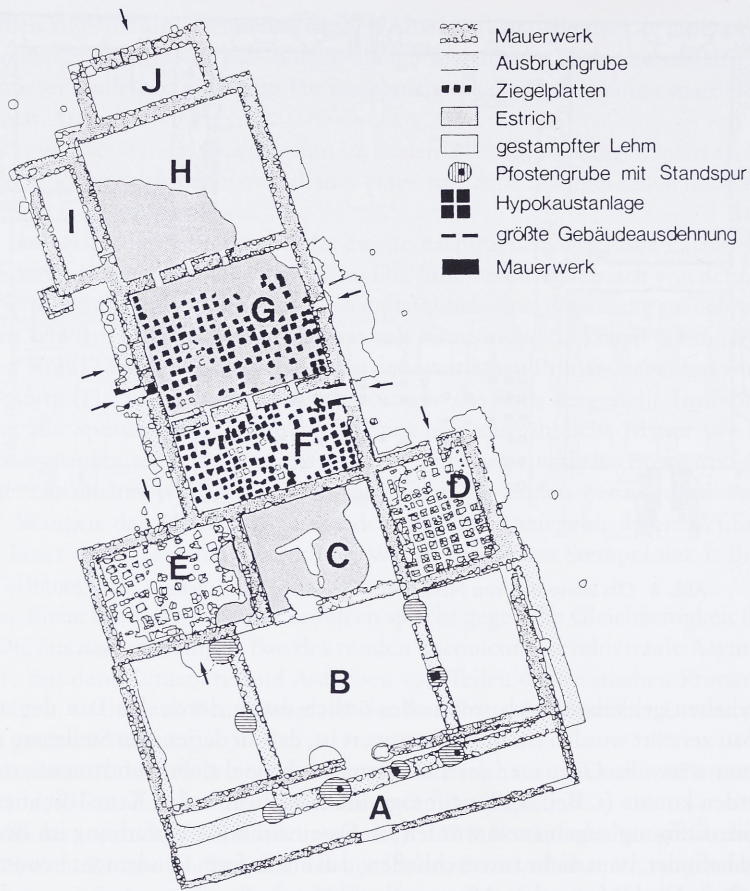 J
H
I
G
F
D
E
C
B
A
Mauerwerk
Ausbruchgrube
Ziegelplatten
Estrich
gestampfter Lehm
Pfostengrube mit Standspur
Hypokaustanlage
größte Gebäudeausdehnung
Mauerwerk